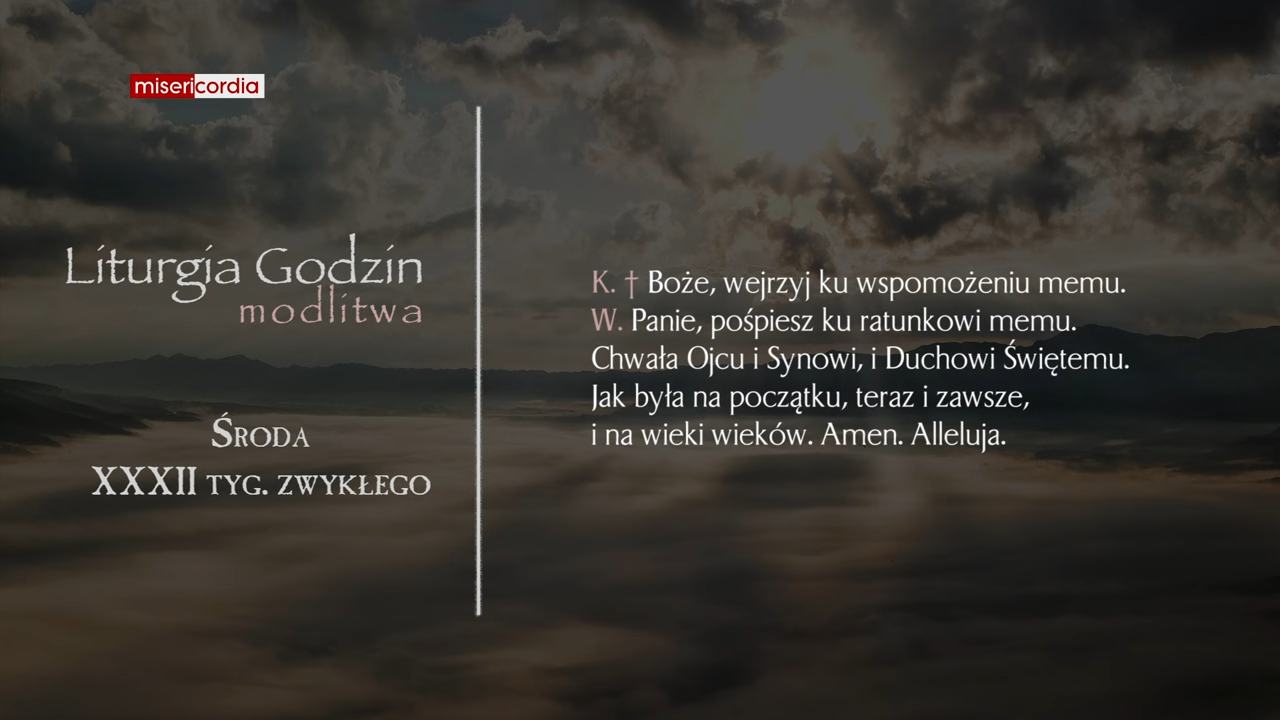 misericordia
Liturgia Godzin
modlitwa
Środa
XXXII tyg. zwykłego
K. † Boże, wejrzyj ku wspomożeniu memu.
W. Panie, pośpiesz ku ratunkowi memu.
Chwała Ojcu i Synowi, i Duchowi Świętemu.
Jak była na początku, teraz i zawsze,
i na wieki wieków. Amen. Alleluja.